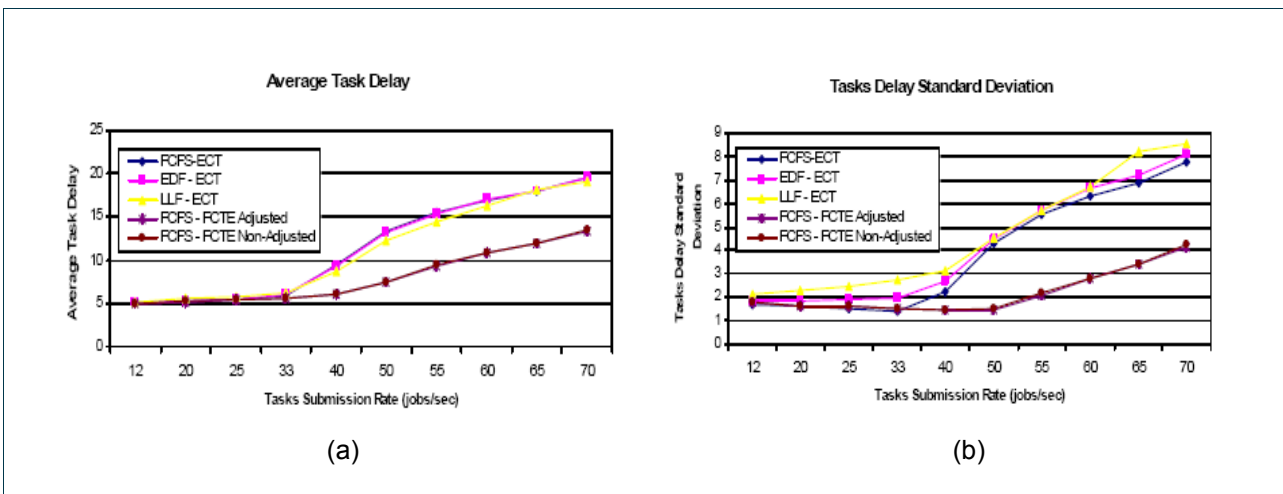 Average Task Delay
Average Task Delay
25
20
15
10
5
0
FCFS-ECT
EDF - ECT
LLF - ECT
FCFS - FCTE Adjusted
FCFS - FCTE Non-Adjusted
12 20 25 33 40 50 55 60 65 70
Tasks Submission Rate (jobs/sec)
(a)
Tasks Delay Standard Deviation
Tasks Delay Standard
Deviation
9
8
7
6
5
4
3
2
1
0
FCFS-ECT
EDF - ECT
LLF - ECT
FCFS - FCTE Adjusted
FCFS - FCTE Non-Adjusted
12 20 25 33 40 50 55 60 65 70
Tasks Submission Rate (jobs/sec)
(b)